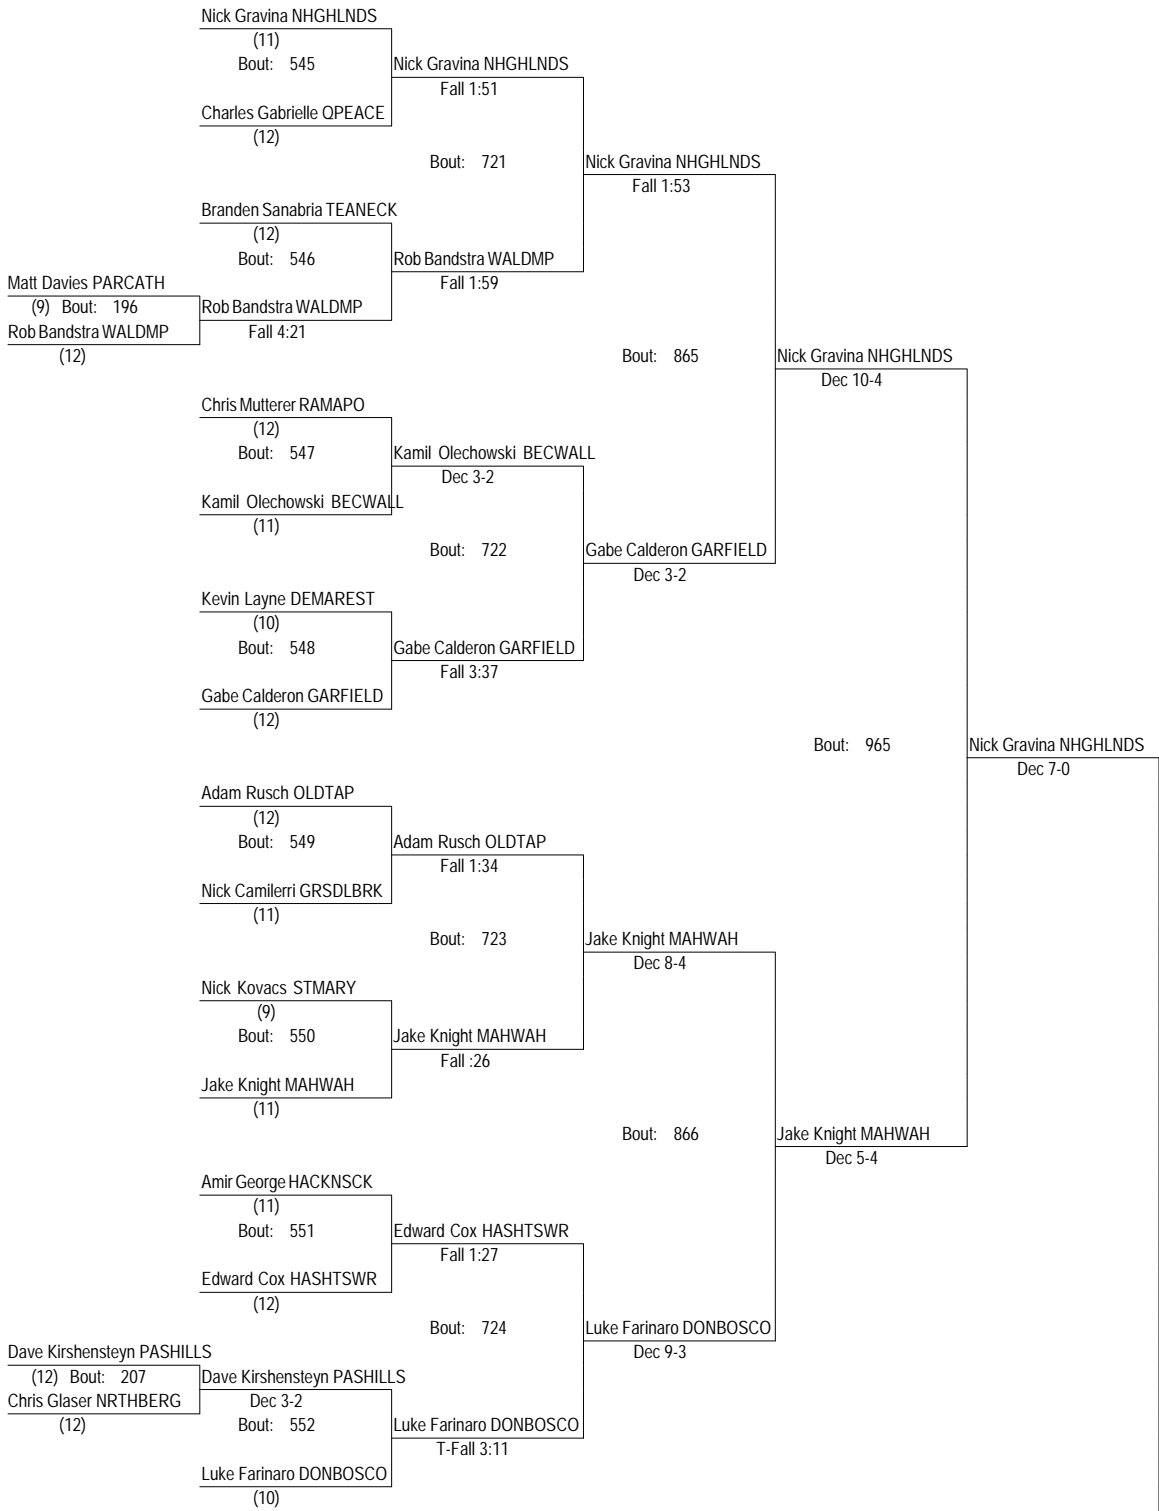 Nick Gravina NHGHLNDS
(11)
Bout: 545
Nick Gravina NHGHLNDS
Fall 1:51
Charles Gabrielle QPEACE
(12)
Bout: 721
Nick Gravina NHGHLNDS
Fall 1:53
Branden Sanabria TEANECK
(12)
Bout: 546
Rob Bandstra WALDMP
Fall 1:59
Matt Davies PARCATH
(9) Bout: 196
Rob Bandstra WALDMP
Fall 4:21
Rob Bandstra WALDMP
(12)
Bout: 865
Nick Gravina NHGHLNDS
Dec 10-4
Chris Mutterer RAMAPO
(12)
Bout: 547
Kamil Olechowski BECWALL
Dec 3-2
Kamil Olechowski BECWALL
(11)
Bout: 722
Gabe Calderon GARFIELD
Dec 3-2
Kevin Layne DEMAREST
(10)
Bout: 548
Gabe Calderon GARFIELD
Fall 3:37
Gabe Calderon GARFIELD
(12)
Bout: 965
Nick Gravina NHGHLNDS
Dec 7-0
Adam Rusch OLDTAP
(12)
Bout: 549
Adam Rusch OLDTAP
Fall 1:34
Nick Camilerri GRSDLBRK
(11)
Bout: 723
Jake Knight MAHWAH
Dec 8-4
Nick Kovacs STMARY
(9)
Bout: 550
Jake Knight MAHWAH
Fall :26
Jake Knight MAHWAH
(11)
Bout: 866
Jake Knight MAHWAH
Dec 5-4
Amir George HACKNSCK
(11)
Bout: 551
Edward Cox HASHTSWR
Fall 1:27
Edward Cox HASHTSWR
(12)
Bout: 724
Luke Farinaro DONBOSCO
Dec 9-3
Dave Kirshensteyn PASHILLS
(12) Bout: 207
Dave Kirshensteyn PASHILLS
Dec 3-2
Chris Glaser NRTHBERG
(12)
Bout: 552
Luke Farinaro DONBOSCO
T-Fall 3:11
Luke Farinaro DONBOSCO
(10)